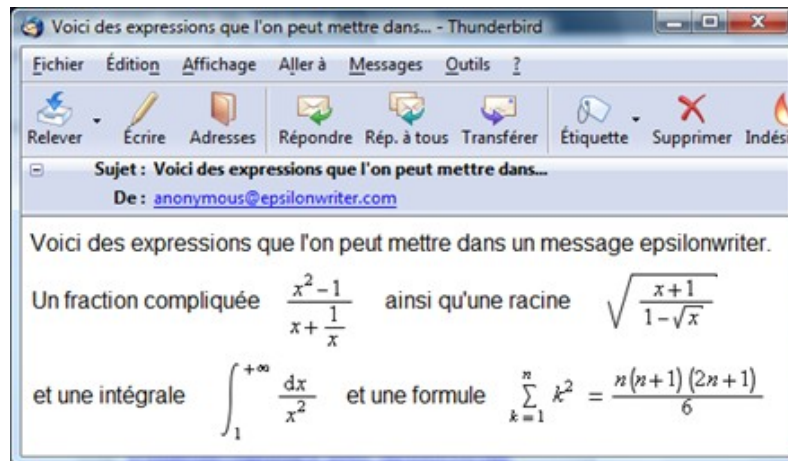 Voici des expressions que l'on peut mettre dans... - Thunderbird
Fichier Édition Affichage Aller à Messages Outils ?
Relever Écrire Adresses Répondre Rép. à tous Transférer Étiquette Supprimer Indési
Sujet : Voici des expressions que l'on peut mettre dans...
De : anonymous@epsilonwriter.com
Voici des expressions que l'on peut mettre dans un message epsilonwriter.
Un fraction compliquée (x² − 1)/(x + 1/x) ainsi qu'une racine √((x + 1)/(1 − √x))
et une intégrale ∫₁^{+∞} dx/x² et une formule ∑_{k=1}^{n} k² = n(n+1)(2n+1)/6